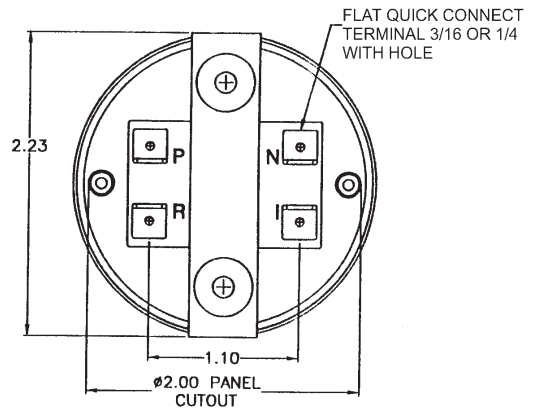 FLAT QUICK CONNECT
TERMINAL 3/16 OR 1/4
WITH HOLE
2.23
P
N
R
I
1.10
ø2.00 PANEL
CUTOUT